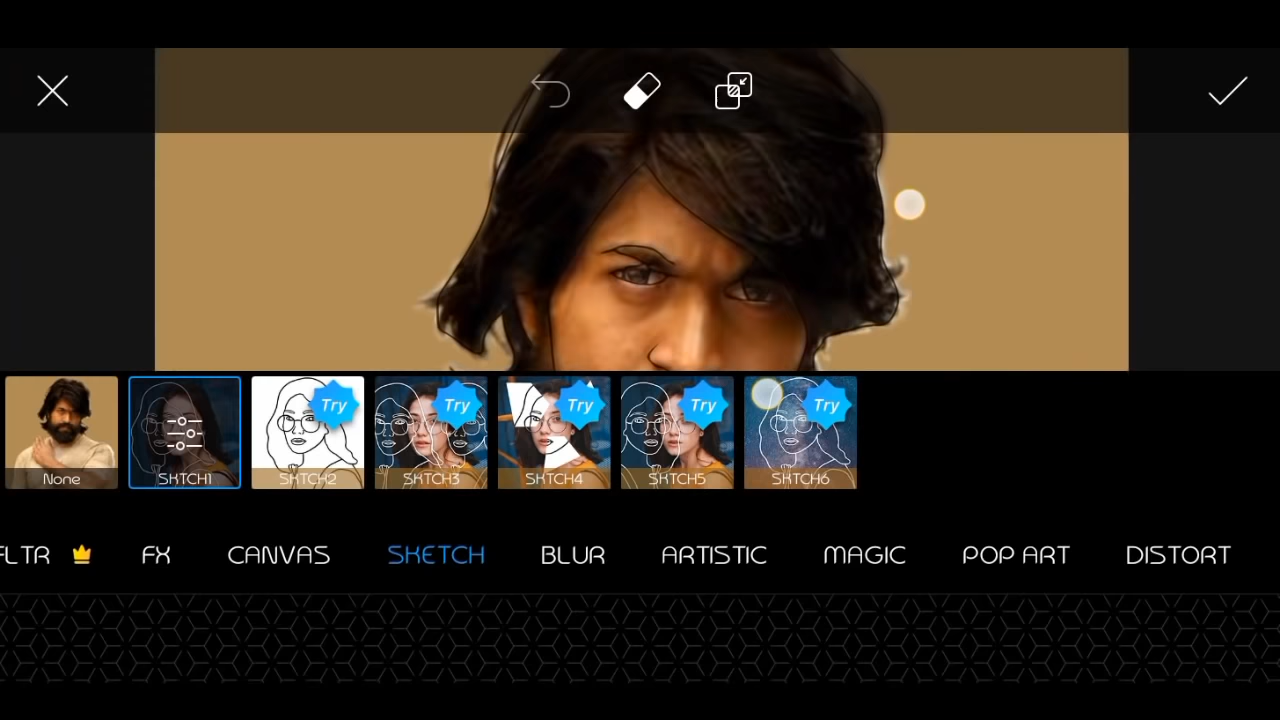 Try Try Try Try Try
None SKTCH1 SKTCH2 SKTCH3 SKTCH4 SKTCH5 SKTCH6
FLTR FX CANVAS SKETCH BLUR ARTISTIC MAGIC POP ART DISTORT